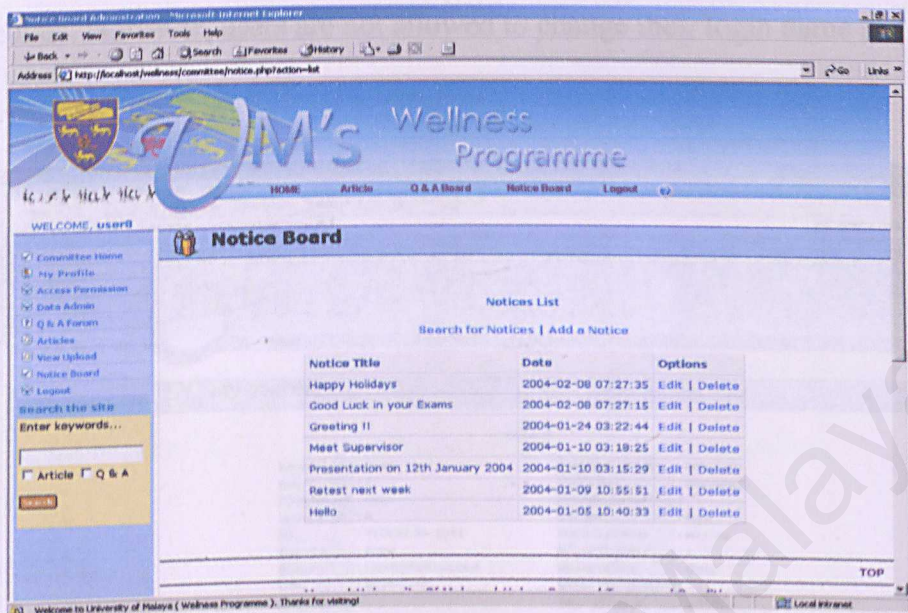 Notice Board Administration - Microsoft Internet Explorer
File Edit View Favorites Tools Help
Back Search Favorites History
Address http://localhost/wellness/committee/notice.php?action=list Go Links
UM's Wellness
Programme
HOME Article Q & A Board Notice Board Logout
WELCOME, user8
Notice Board
Committee Home
My Profile
Access Permission
Data Admin
Q & A Forum
Articles
View Upload
Notice Board
Logout
Search the site
Enter keywords...
Article Q & A
Search
Notices List
Search for Notices | Add a Notice
Notice Title Date Options
Happy Holidays 2004-02-08 07:27:35 Edit | Delete
Good Luck in your Exams 2004-02-08 07:27:15 Edit | Delete
Greeting !! 2004-01-24 03:22:44 Edit | Delete
Meet Supervisor 2004-01-10 03:18:25 Edit | Delete
Presentation on 12th January 2004 2004-01-10 03:15:29 Edit | Delete
Retest next week 2004-01-09 10:55:51 Edit | Delete
Hello 2004-01-05 10:40:33 Edit | Delete
TOP
Welcome to University of Malaya ( Wellness Programme ). Thanks for visiting! Local intranet
Malaya